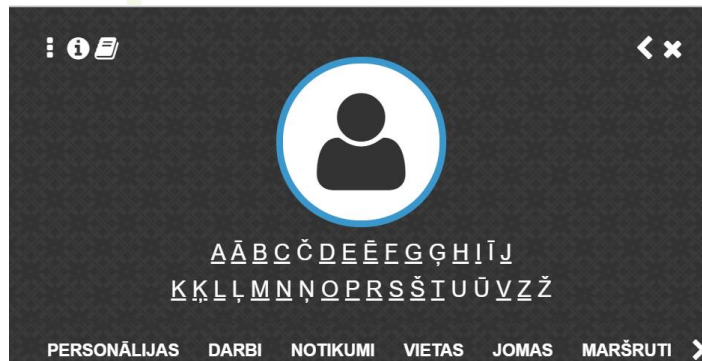 A Ā B C Č D E Ē F G Ģ H I Ī J
K Ķ L Ļ M N Ņ O P R S Š T U Ū V Z Ž
PERSONĀLIJAS DARBI NOTIKUMI VIETAS JOMAS MARŠRUTI